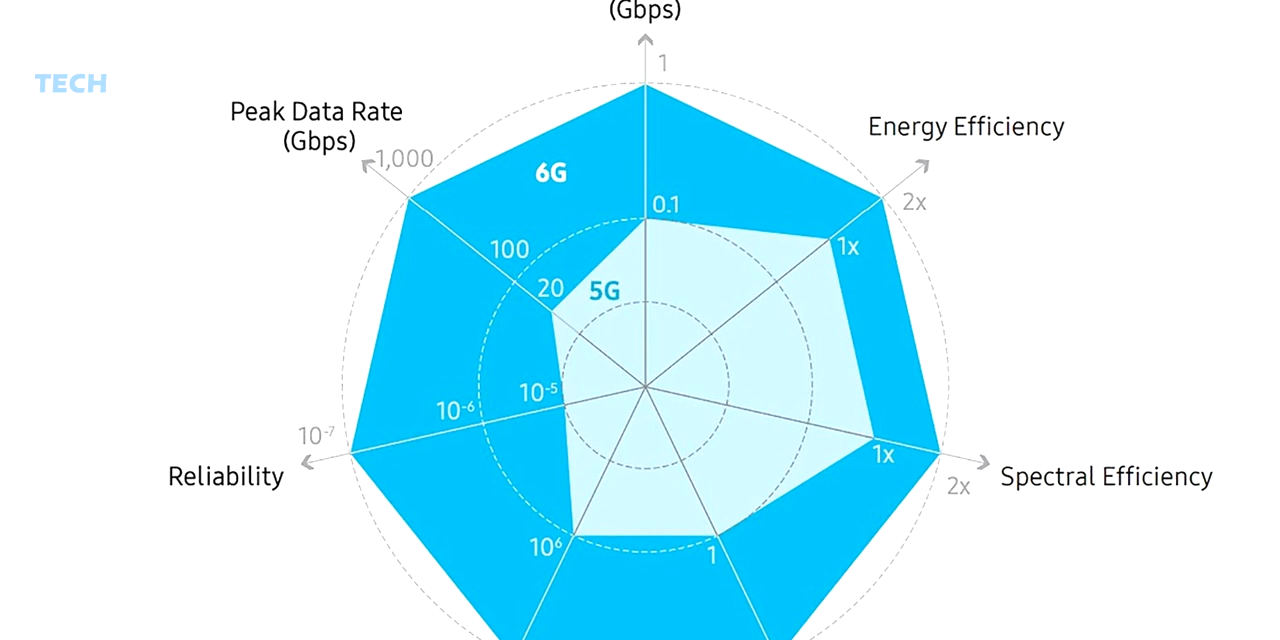 (Gbps)
1
TECH
Peak Data Rate
(Gbps)
1,000
Energy Efficiency
6G
2x
0.1
100
1x
20
5G
10⁻⁵
10⁻⁶
10⁻⁷
1x
Reliability
2x
Spectral Efficiency
10⁶
1